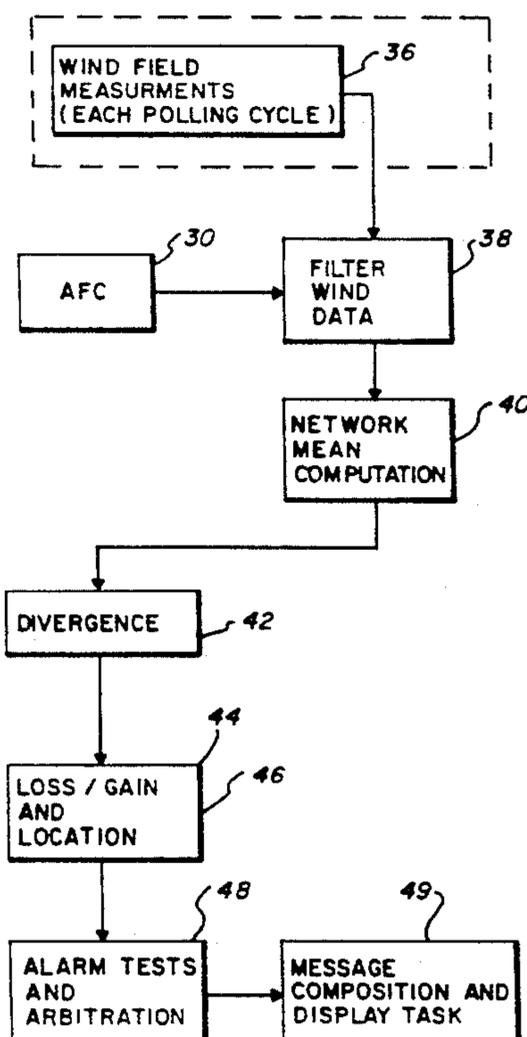 WIND FIELD
MEASURMENTS
(EACH POLLING CYCLE)
36
AFC
30
FILTER
WIND
DATA
38
NETWORK
MEAN
COMPUTATION
40
DIVERGENCE
42
44
LOSS / GAIN
AND
LOCATION
46
ALARM TESTS
AND
ARBITRATION
48
MESSAGE
COMPOSITION AND
DISPLAY TASK
49